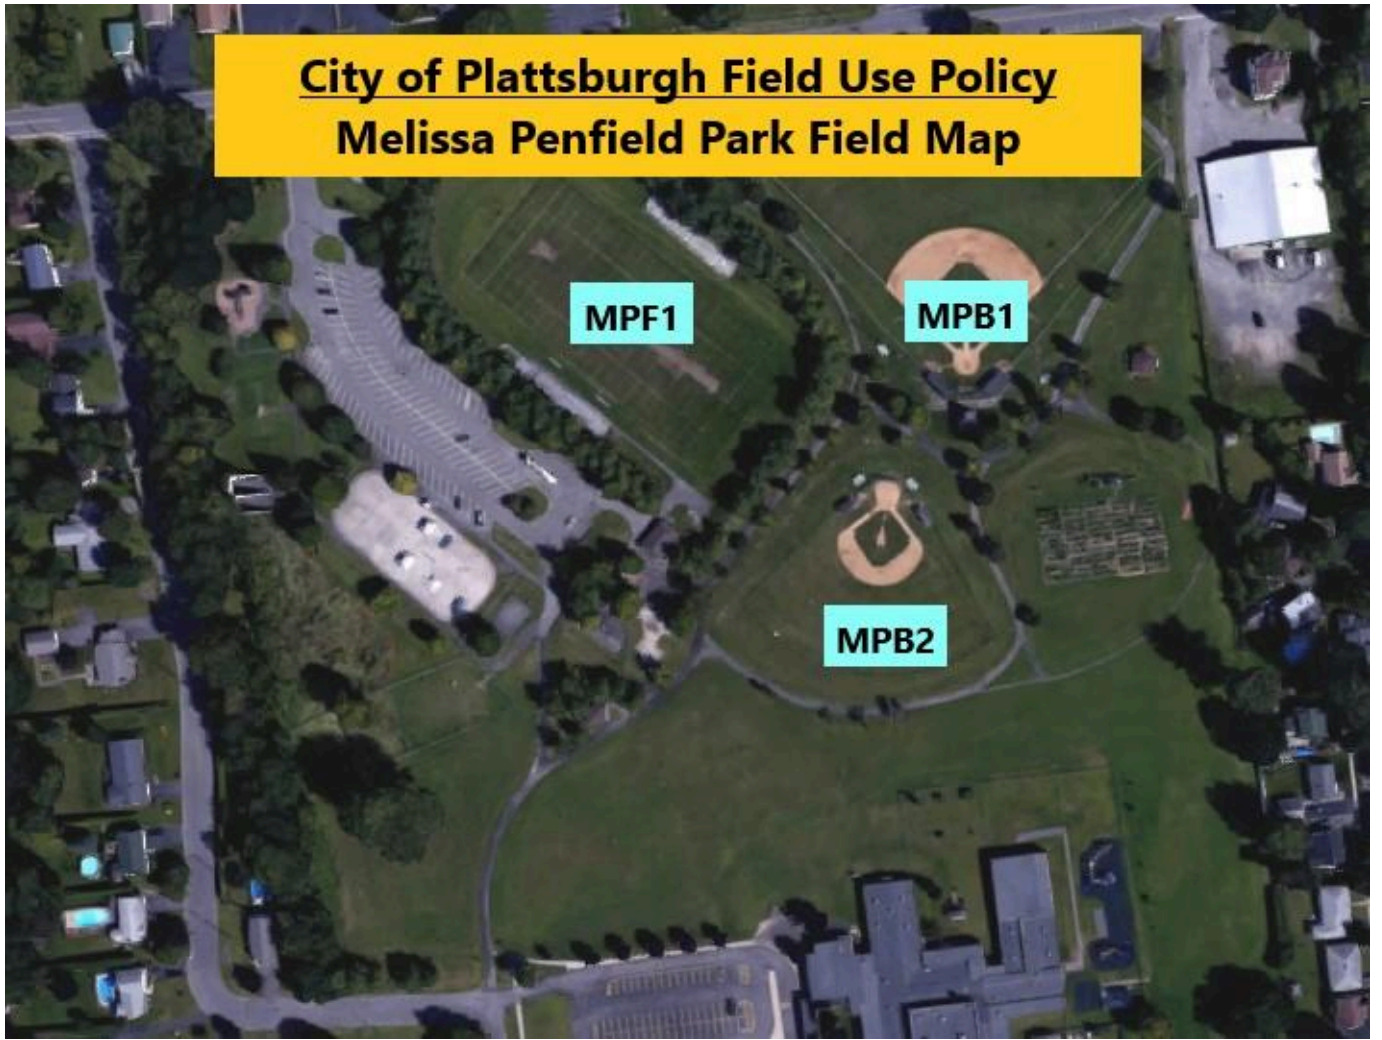 City of Plattsburgh Field Use Policy
Melissa Penfield Park Field Map
MPF1
MPB1
MPB2